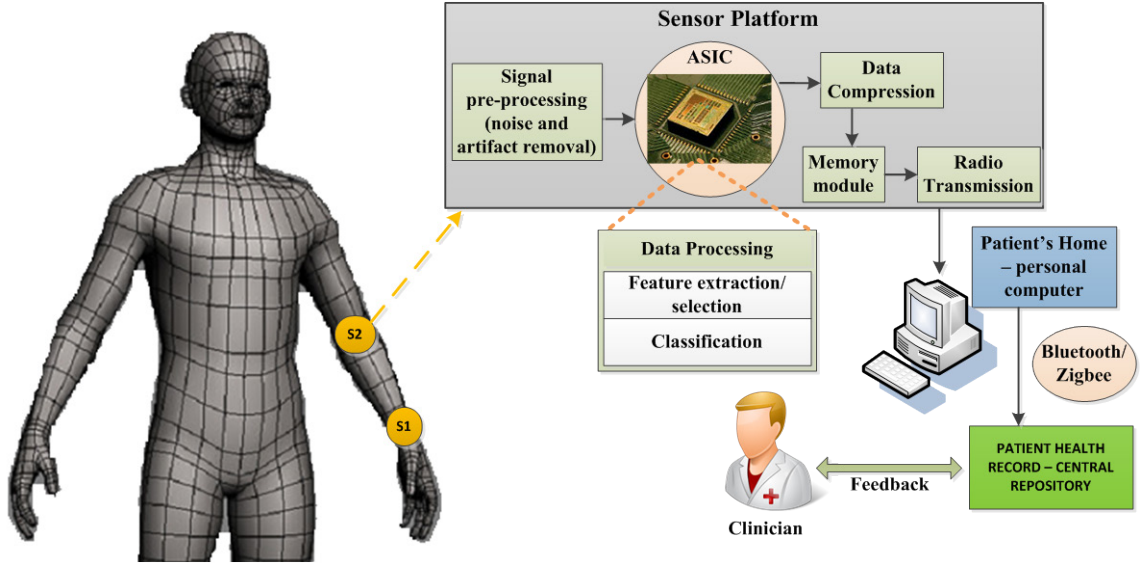 Sensor Platform
ASIC
Signal
pre-processing
(noise and
artifact removal)
Data
Compression
Memory
module
Radio
Transmission
Data Processing
Feature extraction/
selection
Classification
Patient’s Home
– personal
computer
Bluetooth/
Zigbee
S2
S1
PATIENT HEALTH
RECORD – CENTRAL
REPOSITORY
Feedback
Clinician